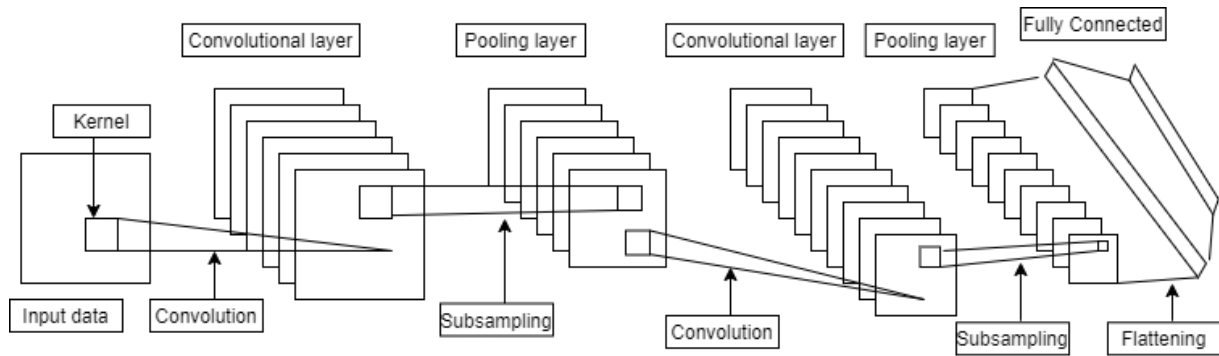 Convolutional layer
Pooling layer
Convolutional layer
Pooling layer
Fully Connected
Kernel
Input data
Convolution
Subsampling
Convolution
Subsampling
Flattening